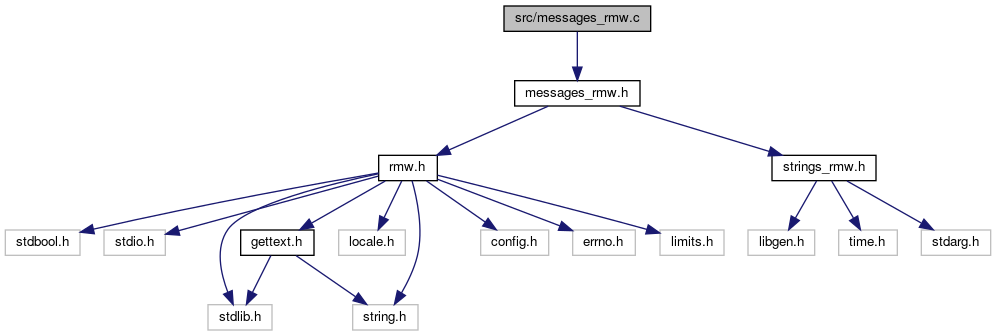 src/messages_rmw.c
messages_rmw.h
rmw.h
strings_rmw.h
stdbool.h
stdio.h
gettext.h
locale.h
config.h
errno.h
limits.h
libgen.h
time.h
stdarg.h
stdlib.h
string.h